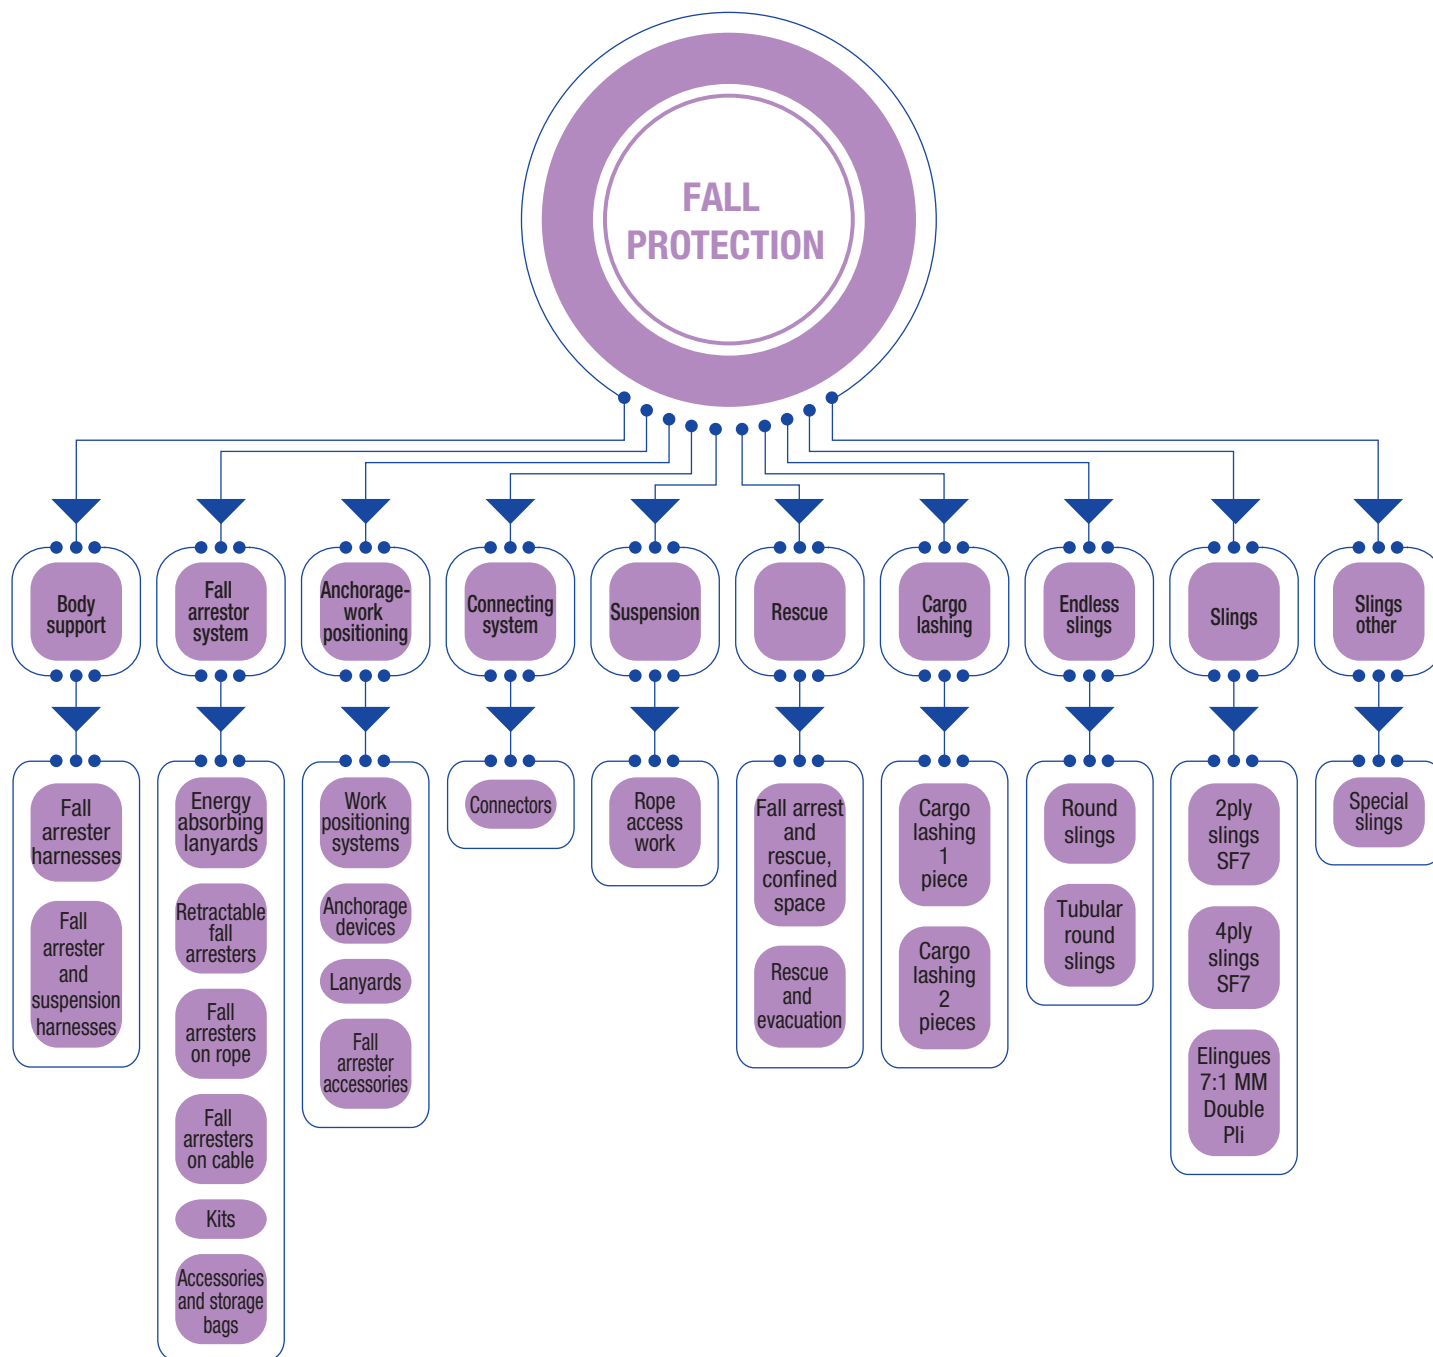 FALL
PROTECTION
Body
support
Fall
arrestor
system
Anchorage-
work
positioning
Connecting
system
Suspension
Rescue
Cargo
lashing
Endless
slings
Slings
Slings
other
Fall
arrester
harnesses
Fall
arrester
and
suspension
harnesses
Energy
absorbing
lanyards
Retractable
fall
arresters
Fall
arresters
on rope
Fall
arresters
on cable
Kits
Accessories
and storage
bags
Work
positioning
systems
Anchorage
devices
Lanyards
Fall
arrester
accessories
Connectors
Rope
access
work
Fall arrest
and
rescue,
confined
space
Rescue
and
evacuation
Cargo
lashing
1
piece
Cargo
lashing
2
pieces
Round
slings
Tubular
round
slings
2ply
slings
SF7
4ply
slings
SF7
Elingues
7:1 MM
Double
Pli
Special
slings